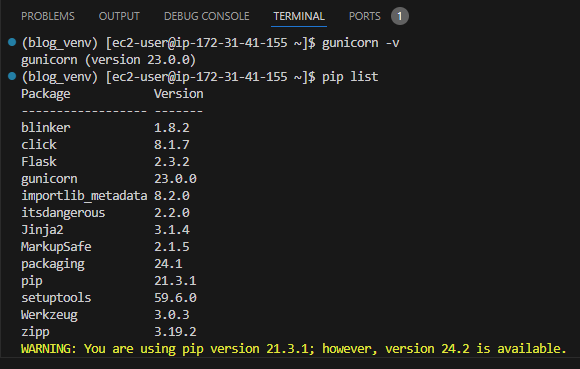 PROBLEMS OUTPUT DEBUG CONSOLE TERMINAL PORTS 1
(blog_venv) [ec2-user@ip-172-31-41-155 ~]$ gunicorn -v
gunicorn (version 23.0.0)
(blog_venv) [ec2-user@ip-172-31-41-155 ~]$ pip list
Package Version
------------------ -------
blinker 1.8.2
click 8.1.7
Flask 2.3.2
gunicorn 23.0.0
importlib_metadata 8.2.0
itsdangerous 2.2.0
Jinja2 3.1.4
MarkupSafe 2.1.5
packaging 24.1
pip 21.3.1
setuptools 59.6.0
Werkzeug 3.0.3
zipp 3.19.2
WARNING: You are using pip version 21.3.1; however, version 24.2 is available.